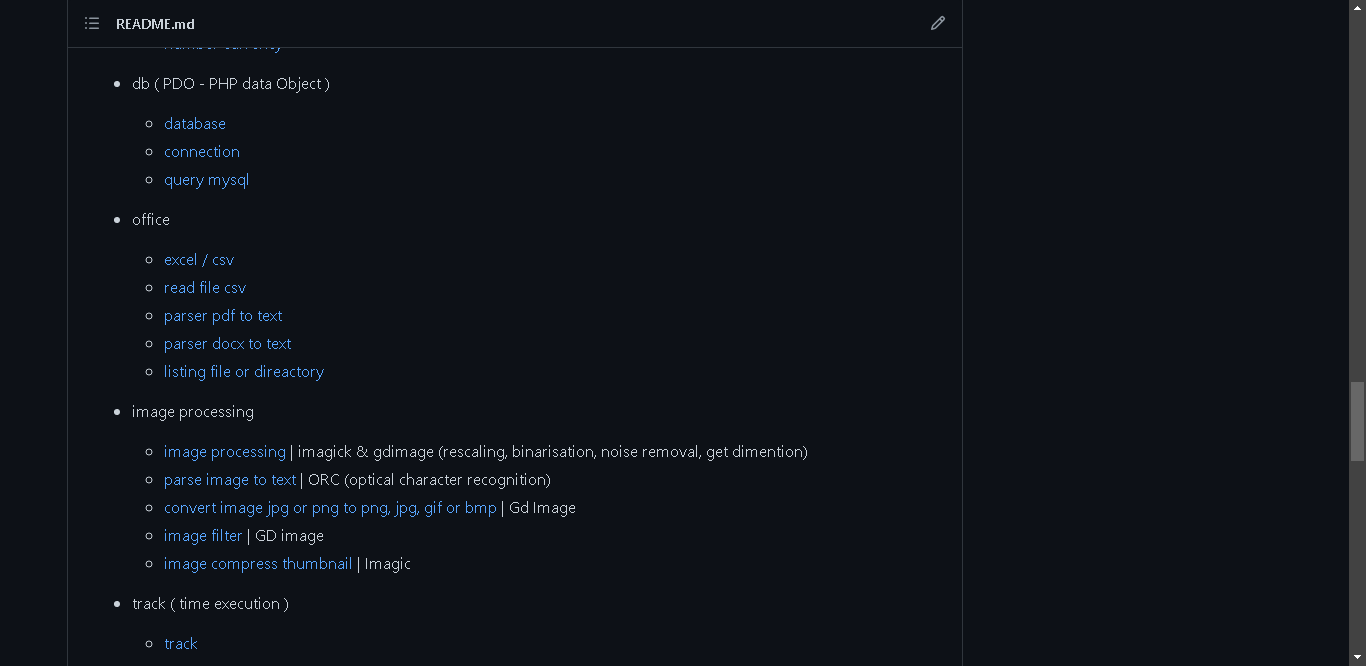 README.md
number currency
db ( PDO - PHP data Object )
database
connection
query mysql
office
excel / csv
read file csv
parser pdf to text
parser docx to text
listing file or direactory
image processing
image processing | imagick & gdimage (rescaling, binarisation, noise removal, get dimention)
parse image to text | ORC (optical character recognition)
convert image jpg or png to png, jpg, gif or bmp | Gd Image
image filter | GD image
image compress thumbnail | Imagic
track ( time execution )
track